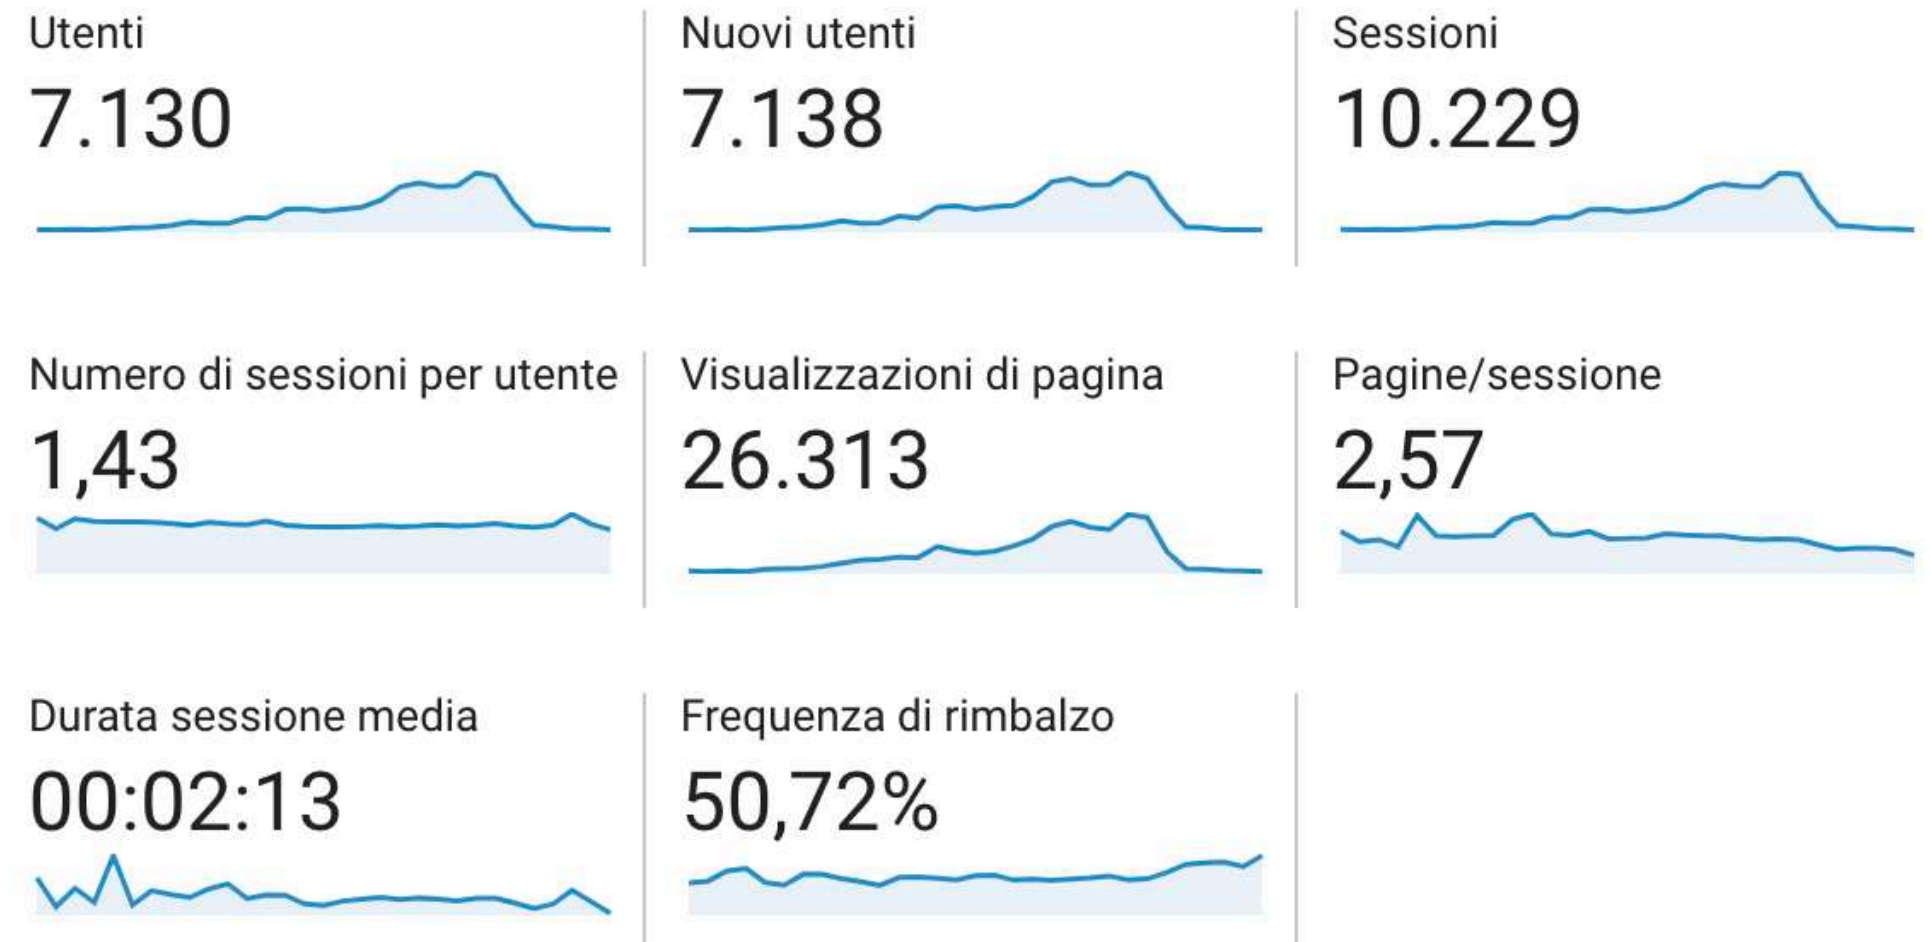 Utenti
7.130
Nuovi utenti
7.138
Sessioni
10.229
Numero di sessioni per utente
1,43
Visualizzazioni di pagina
26.313
Pagine/sessione
2,57
Durata sessione media
00:02:13
Frequenza di rimbalzo
50,72%